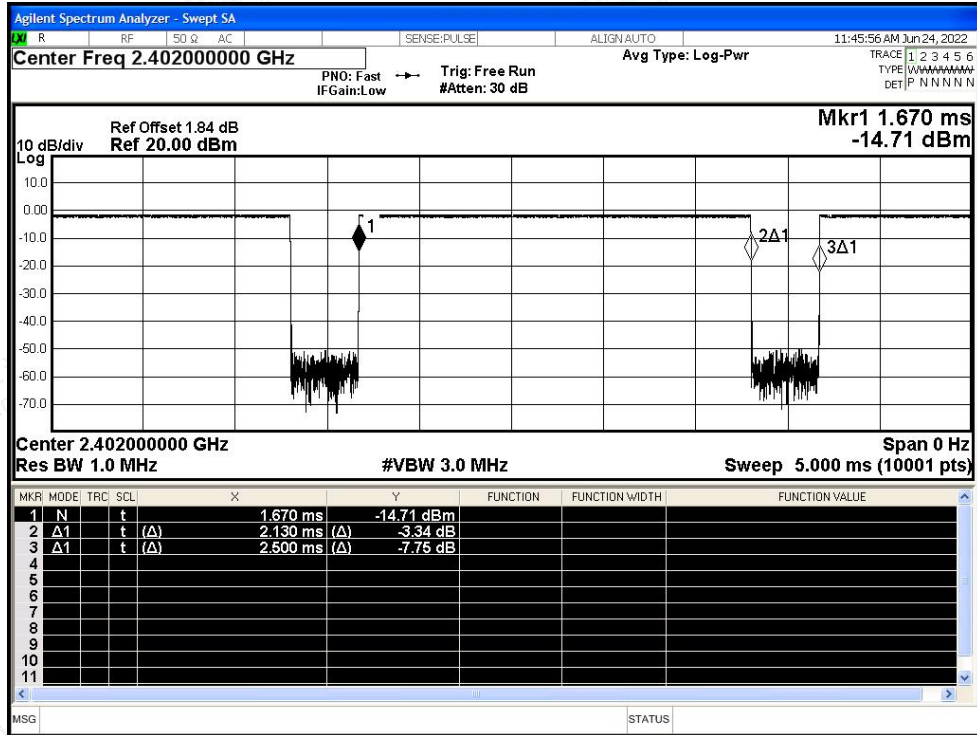 Agilent Spectrum Analyzer - Swept SA
LXI R RF 50 Ω AC SENSE:PULSE ALIGN AUTO 11:45:56 AM Jun 24, 2022
Center Freq 2.402000000 GHz Avg Type: Log-Pwr TRACE 1 2 3 4 5 6
PNO: Fast Trig: Free Run TYPE WWWWWW
IFGain:Low #Atten: 30 dB DET P N N N N N
Mkr1 1.670 ms
Ref Offset 1.84 dB
10 dB/div Ref 20.00 dBm -14.71 dBm
Log
10.0
0.00
1
-10.0
2Δ1
3Δ1
-20.0
-30.0
-40.0
-50.0
-60.0
-70.0
Center 2.402000000 GHz Span 0 Hz
Res BW 1.0 MHz #VBW 3.0 MHz Sweep 5.000 ms (10001 pts)
MKR MODE TRC SCL X Y FUNCTION FUNCTION WIDTH FUNCTION VALUE
1 N t 1.670 ms -14.71 dBm
2 Δ1 t (Δ) 2.130 ms (Δ) -3.34 dB
3 Δ1 t (Δ) 2.500 ms (Δ) -7.75 dB
4
5
6
7
8
9
10
11
MSG STATUS